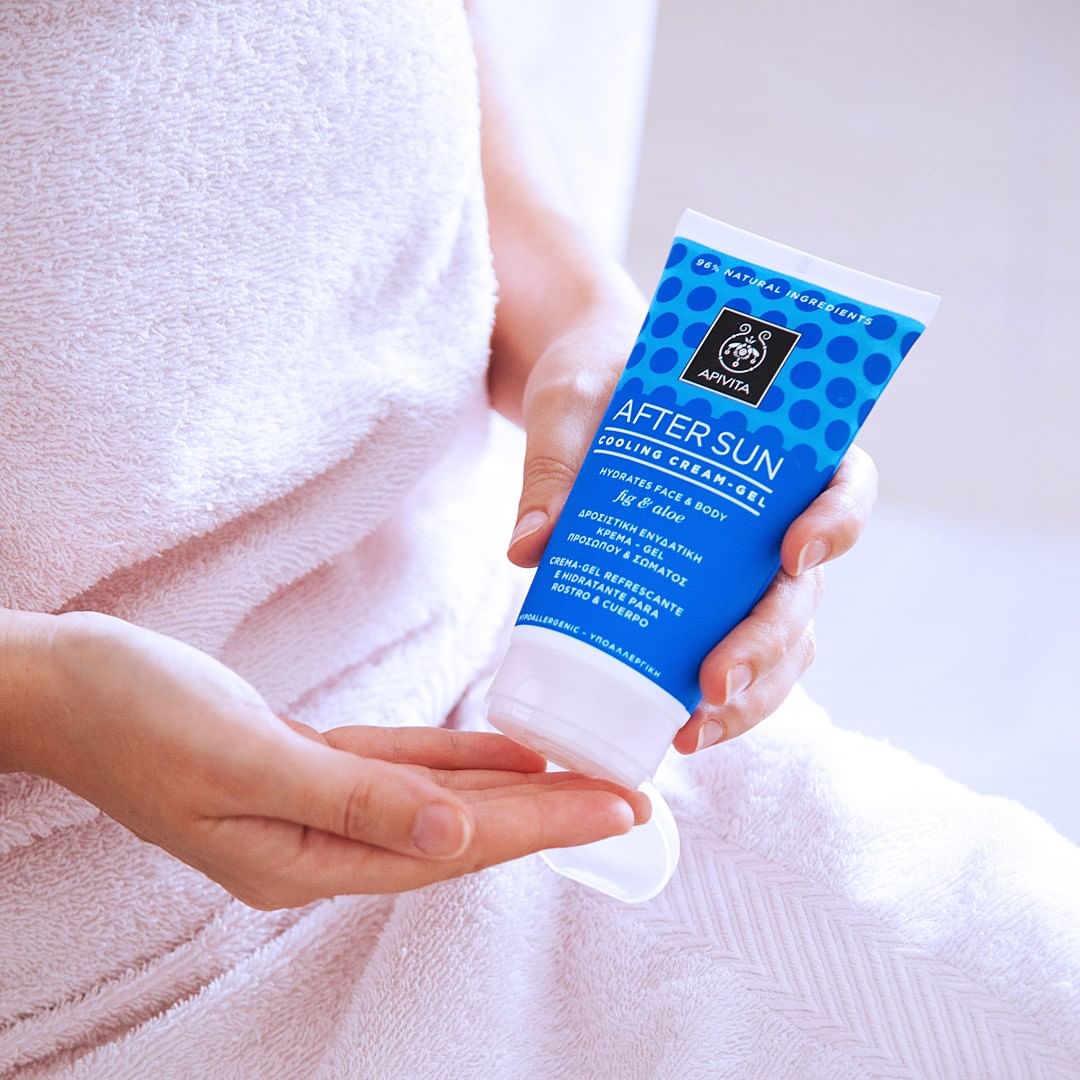 96% NATURAL INGREDIENTS
APIVITA
AFTER SUN
COOLING CREAM-GEL
HYDRATES FACE & BODY
fig & aloe
ΔΡΟΣΙΣΤΙΚΗ ΕΝΥΔΑΤΙΚΗ
ΚΡΕΜΑ - GEL
ΠΡΟΣΩΠΟΥ & ΣΩΜΑΤΟΣ
CREMA-GEL REFRESCANTE
E HIDRATANTE PARA
ROSTRO & CUERPO
HYPOALLERGENIC - ΥΠΟΑΛΛΕΡΓΙΚΗ